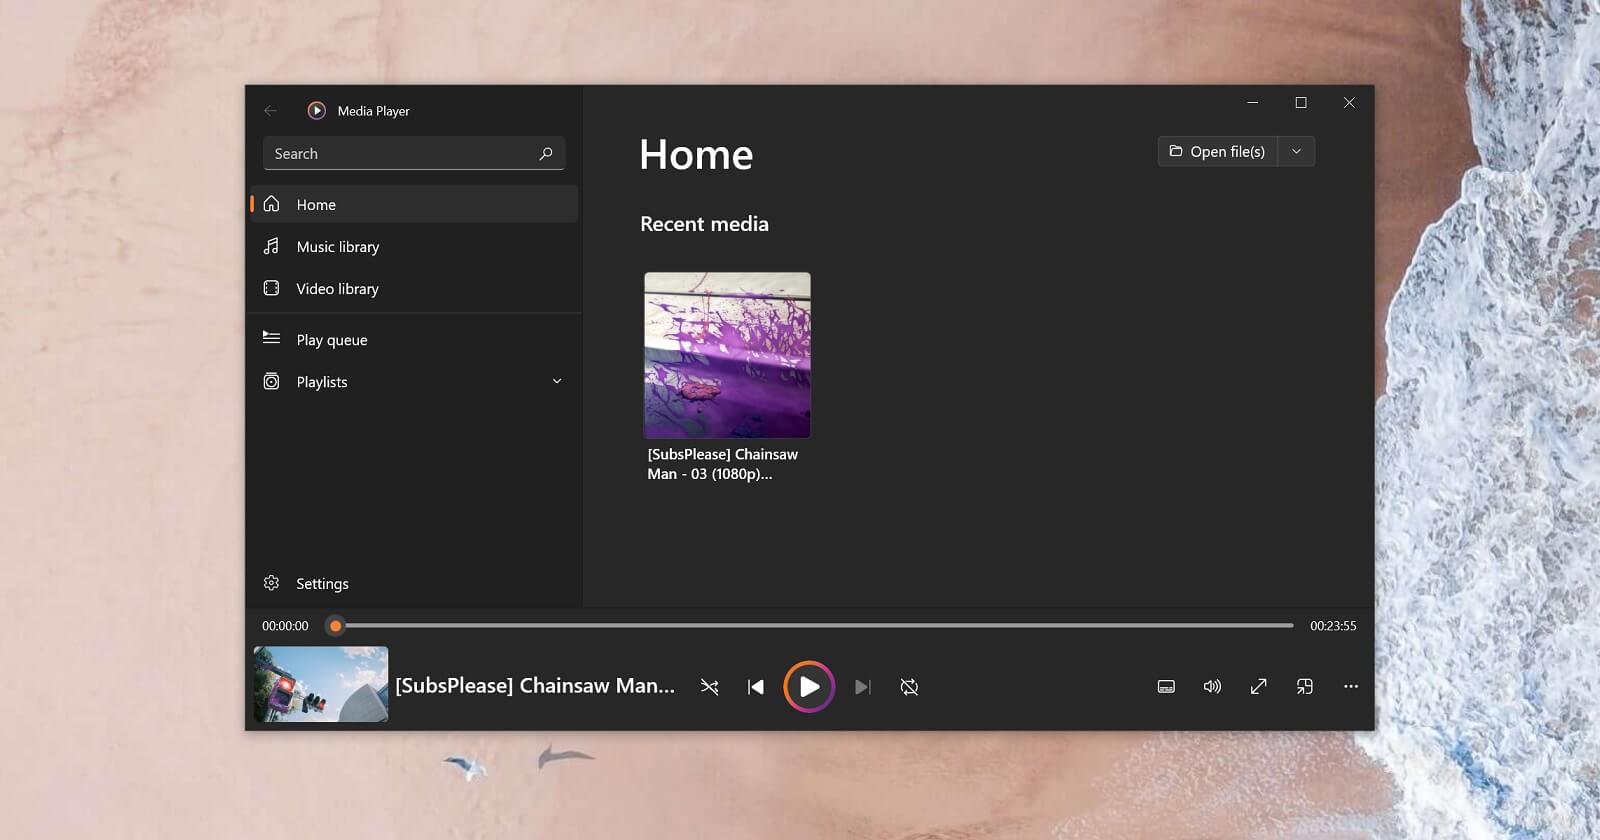 Media Player
Search
Home
Music library
Video library
Play queue
Playlists
Settings
Home
Open file(s)
Recent media
[SubsPlease] Chainsaw
Man - 03 (1080p)...
00:00:00
00:23:55
[SubsPlease] Chainsaw Man...